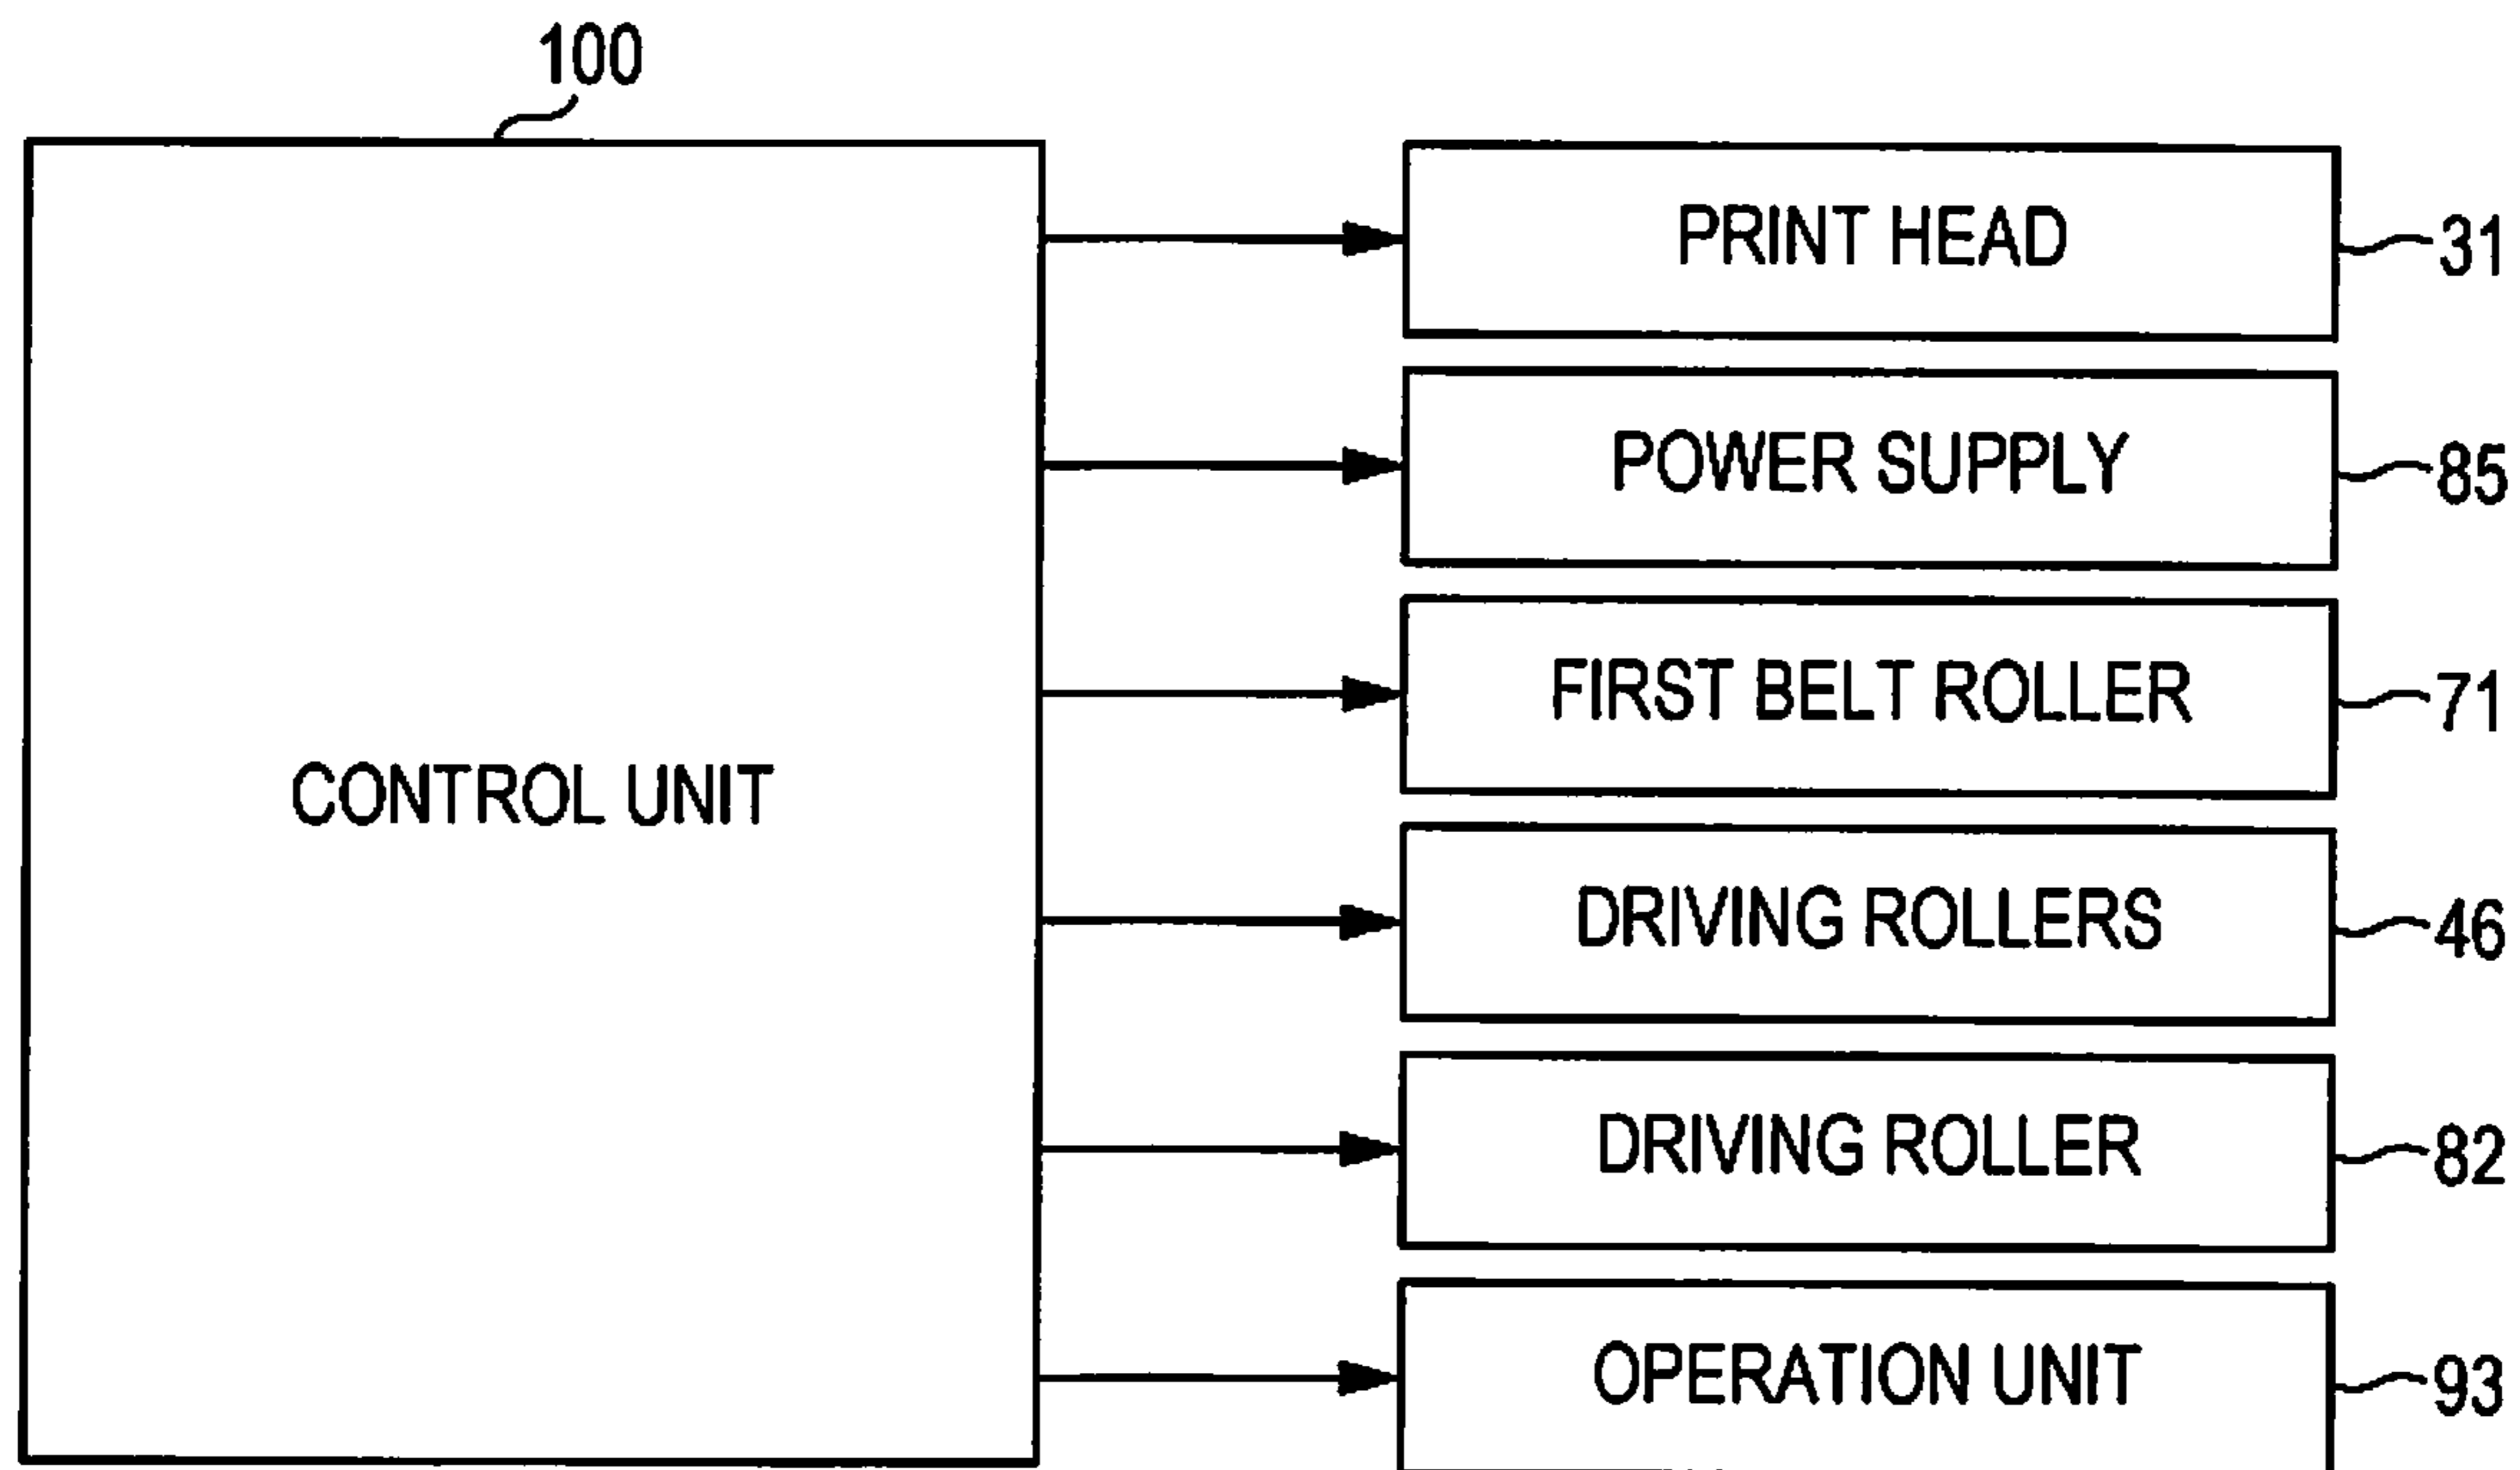 100
CONTROL UNIT
PRINT HEAD
31
POWER SUPPLY
85
FIRST BELT ROLLER
71
DRIVING ROLLERS
46
DRIVING ROLLER
82
OPERATION UNIT
93